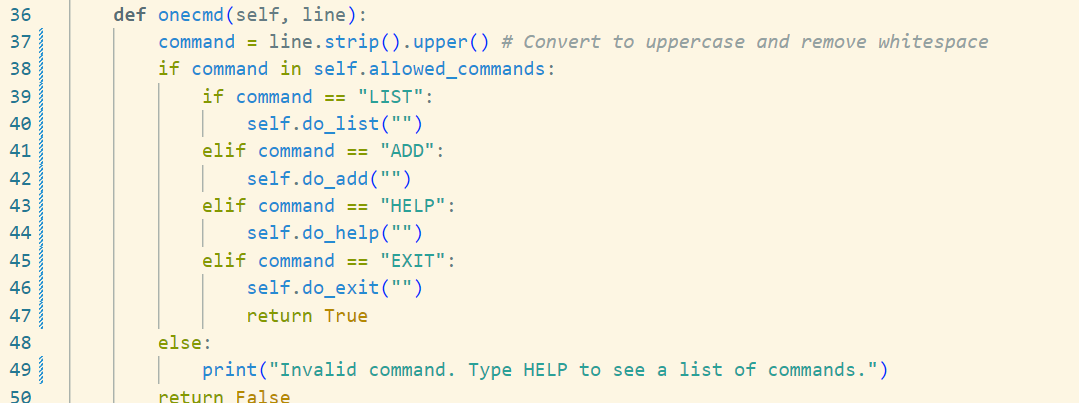 36 def onecmd(self, line):
37 command = line.strip().upper() # Convert to uppercase and remove whitespace
38 if command in self.allowed_commands:
39 if command == "LIST":
40 self.do_list("")
41 elif command == "ADD":
42 self.do_add("")
43 elif command == "HELP":
44 self.do_help("")
45 elif command == "EXIT":
46 self.do_exit("")
47 return True
48 else:
49 print("Invalid command. Type HELP to see a list of commands.")
50 return False